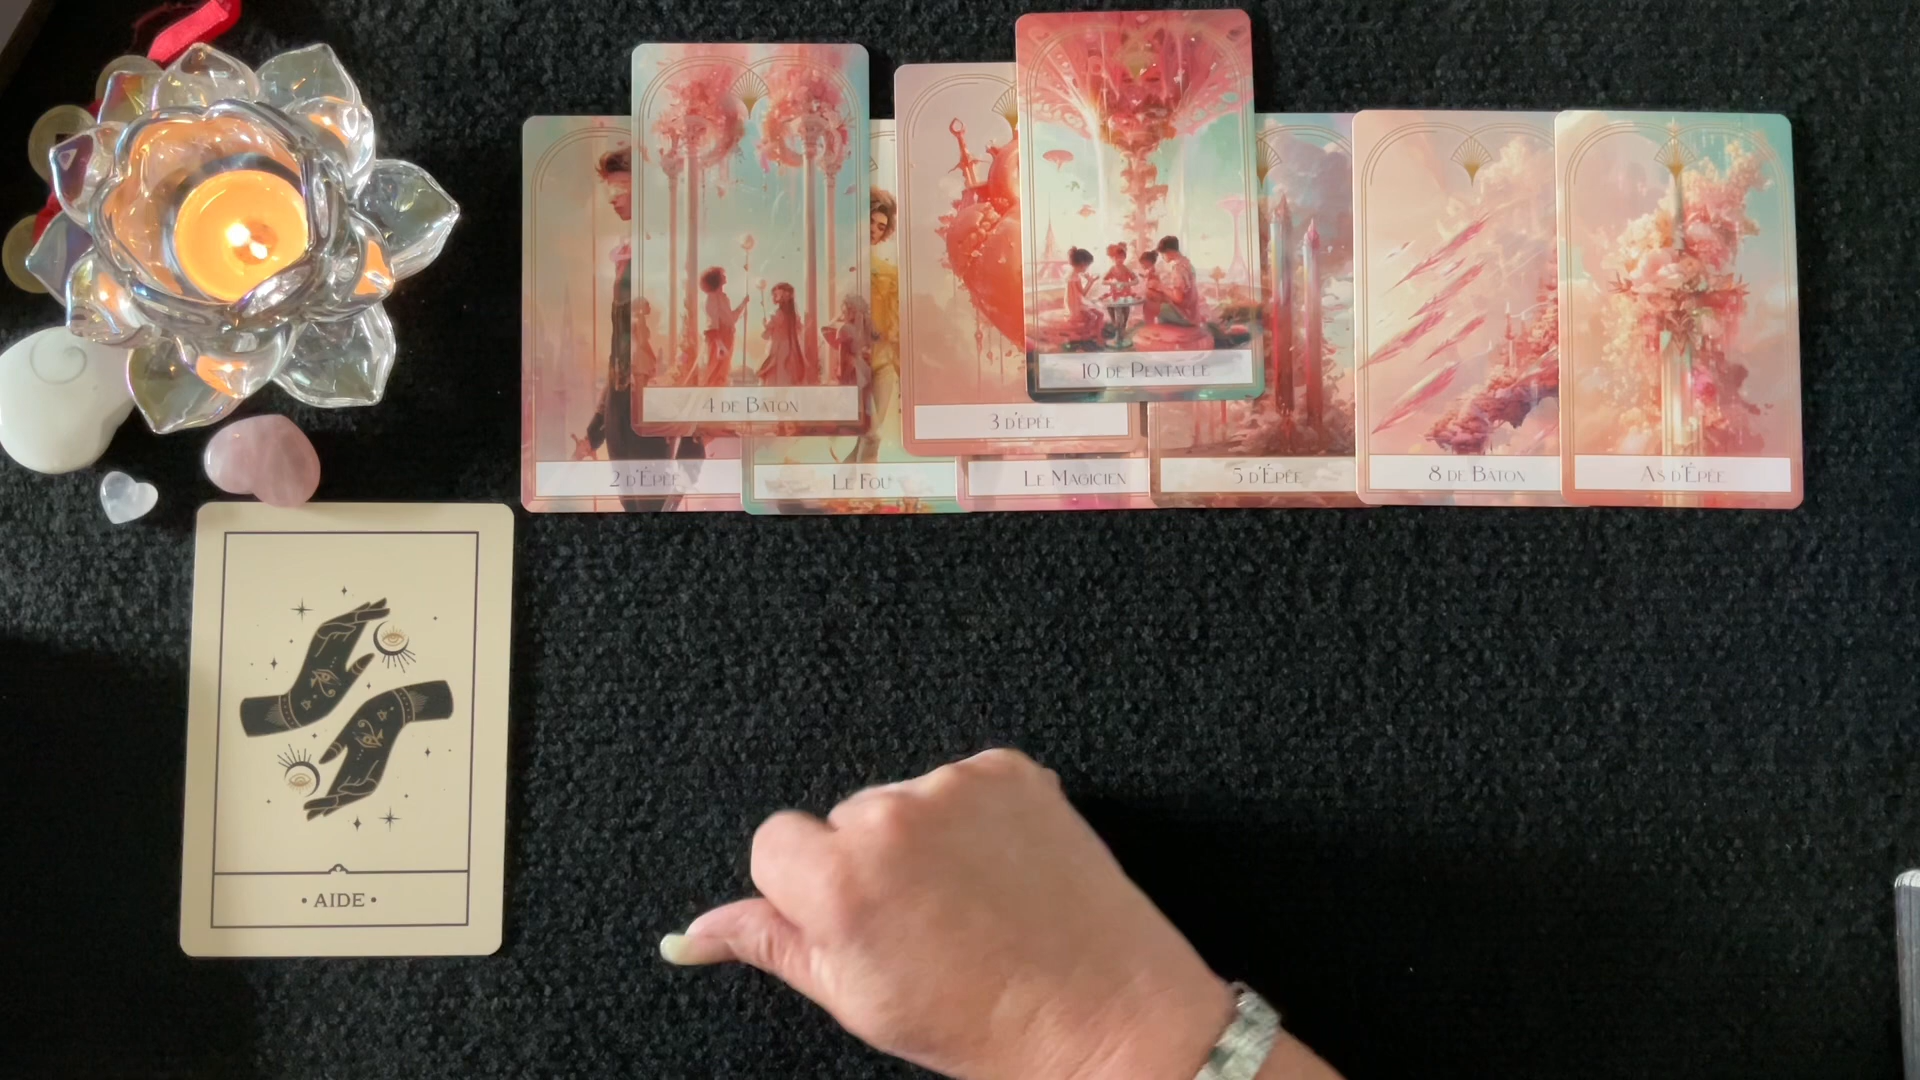 4 DE BÂTON
3 D'ÉPÉE
10 DE PENTACLE
2 D'ÉPÉE
LE FOU
LE MAGICIEN
5 D'ÉPÉE
8 DE BÂTON
AS D'ÉPÉE
• AIDE •